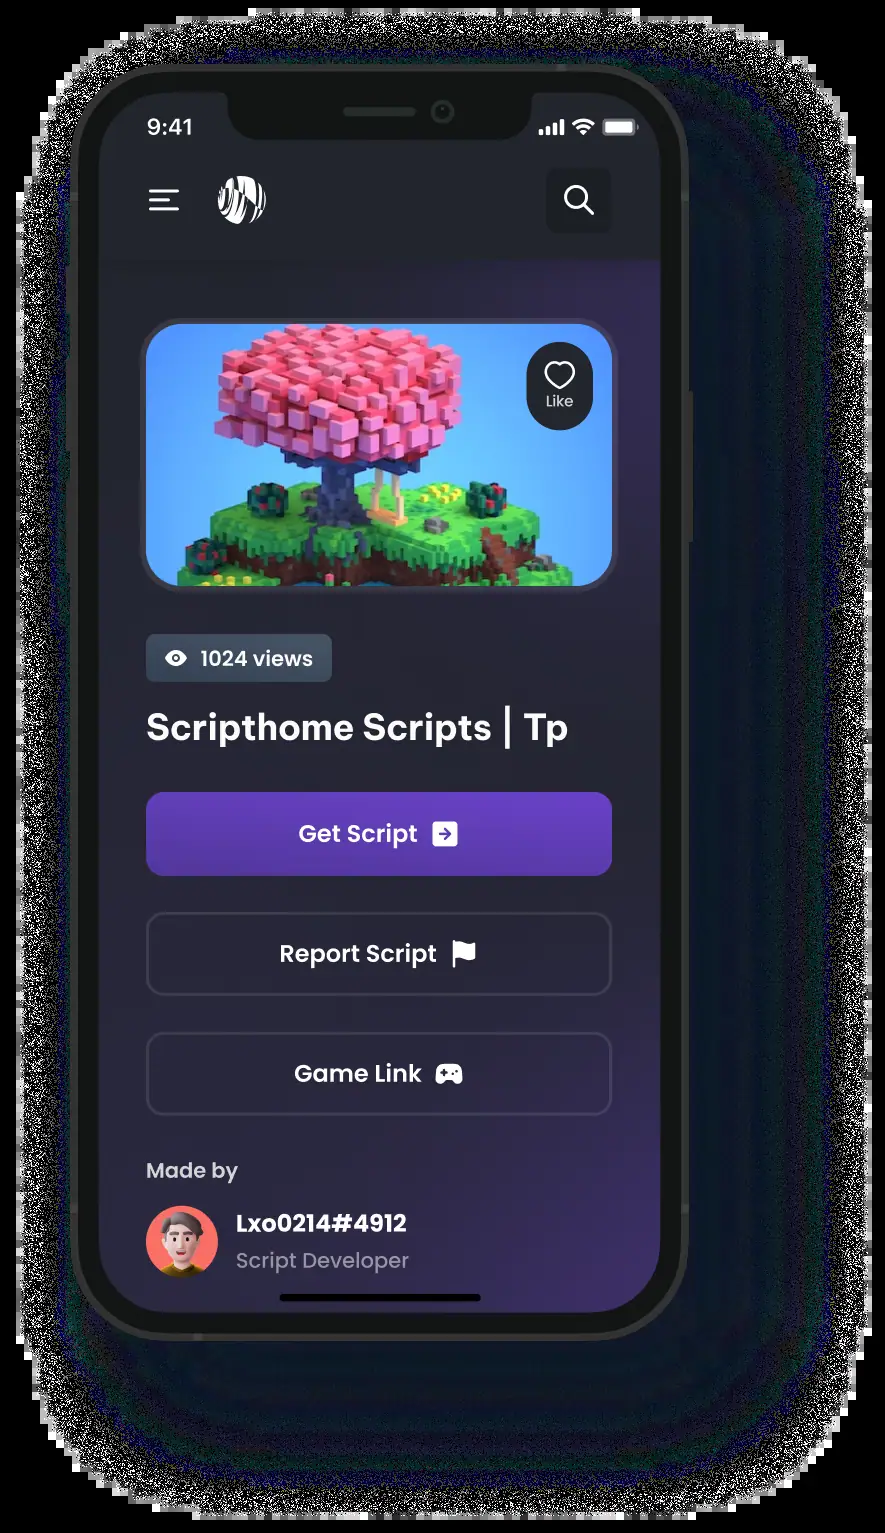 9:41
Like
1024 views
Scripthome Scripts | Tp
Get Script
Report Script
Game Link
Made by
Lxo0214#4912
Script Developer